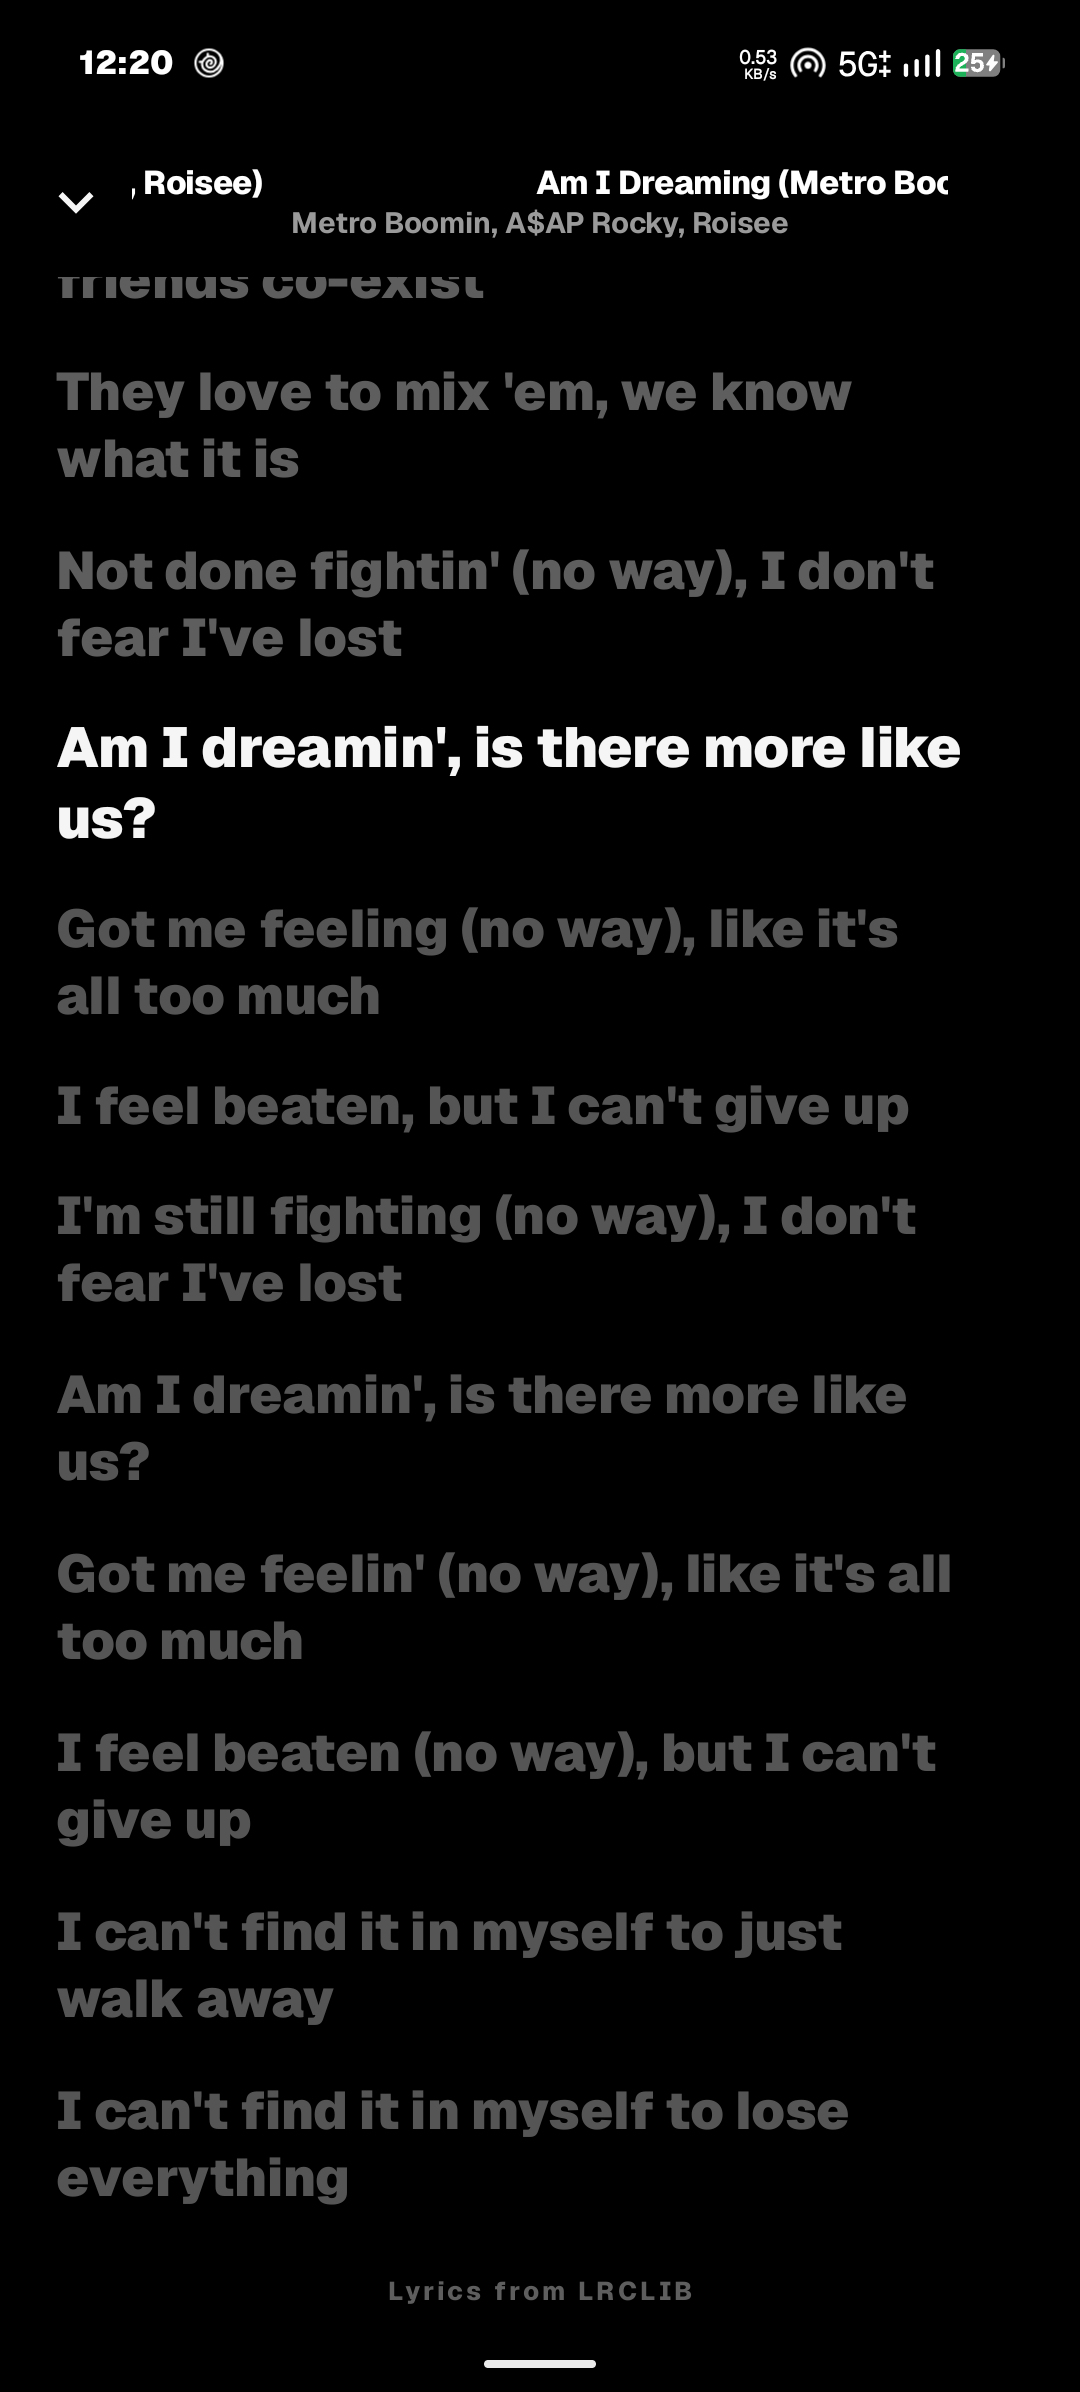 12:20
0.53
KB/s
5G
25
, Roisee)
Am I Dreaming (Metro Boo
Metro Boomin, A$AP Rocky, Roisee
friends co-exist
They love to mix 'em, we know
what it is
Not done fightin' (no way), I don't
fear I've lost
Am I dreamin', is there more like
us?
Got me feeling (no way), like it's
all too much
I feel beaten, but I can't give up
I'm still fighting (no way), I don't
fear I've lost
Am I dreamin', is there more like
us?
Got me feelin' (no way), like it's all
too much
I feel beaten (no way), but I can't
give up
I can't find it in myself to just
walk away
I can't find it in myself to lose
everything
Lyrics from LRCLIB